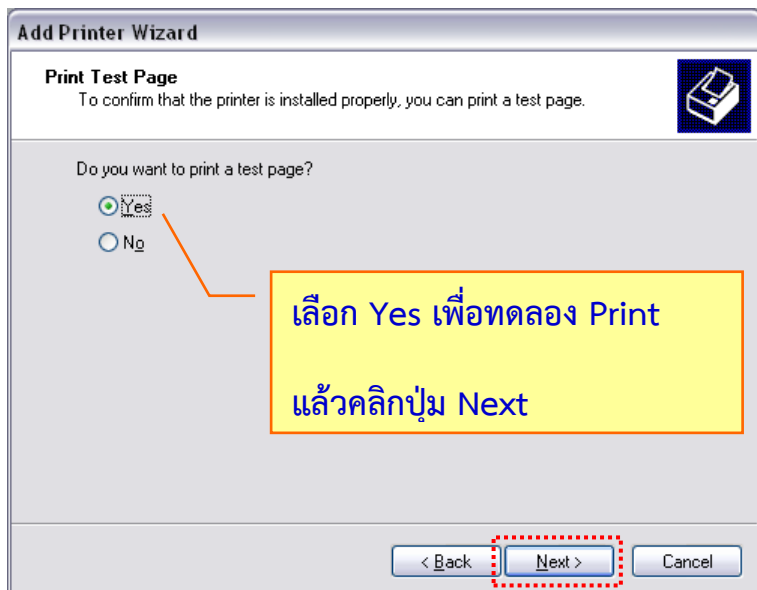 Add Printer Wizard
Print Test Page
To confirm that the printer is installed properly, you can print a test page.
Do you want to print a test page?
Yes
No
เลือก Yes เพื่อทดลอง Print
แล้วคลิกปุ่ม Next
< Back Next > Cancel